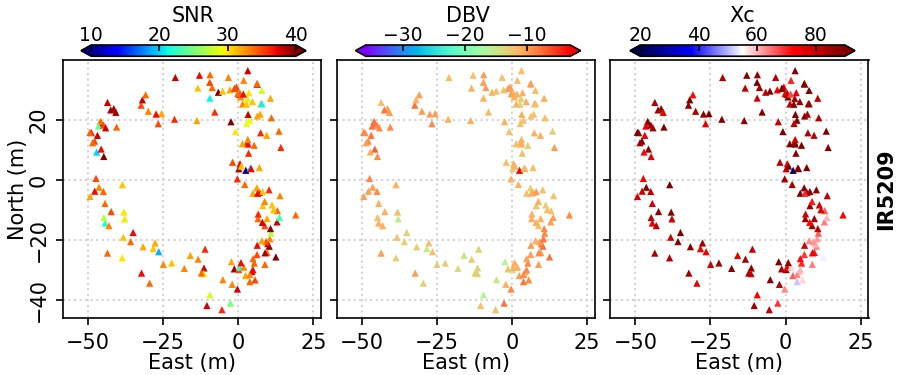 SNR DBV Xc
10 20 30 40 −30 −20 −10 20 40 60 80
20
0
−20
−40
North (m)
−50 −25 0 25 −50 −25 0 25 −50 −25 0 25
East (m) East (m) East (m)
IR5209